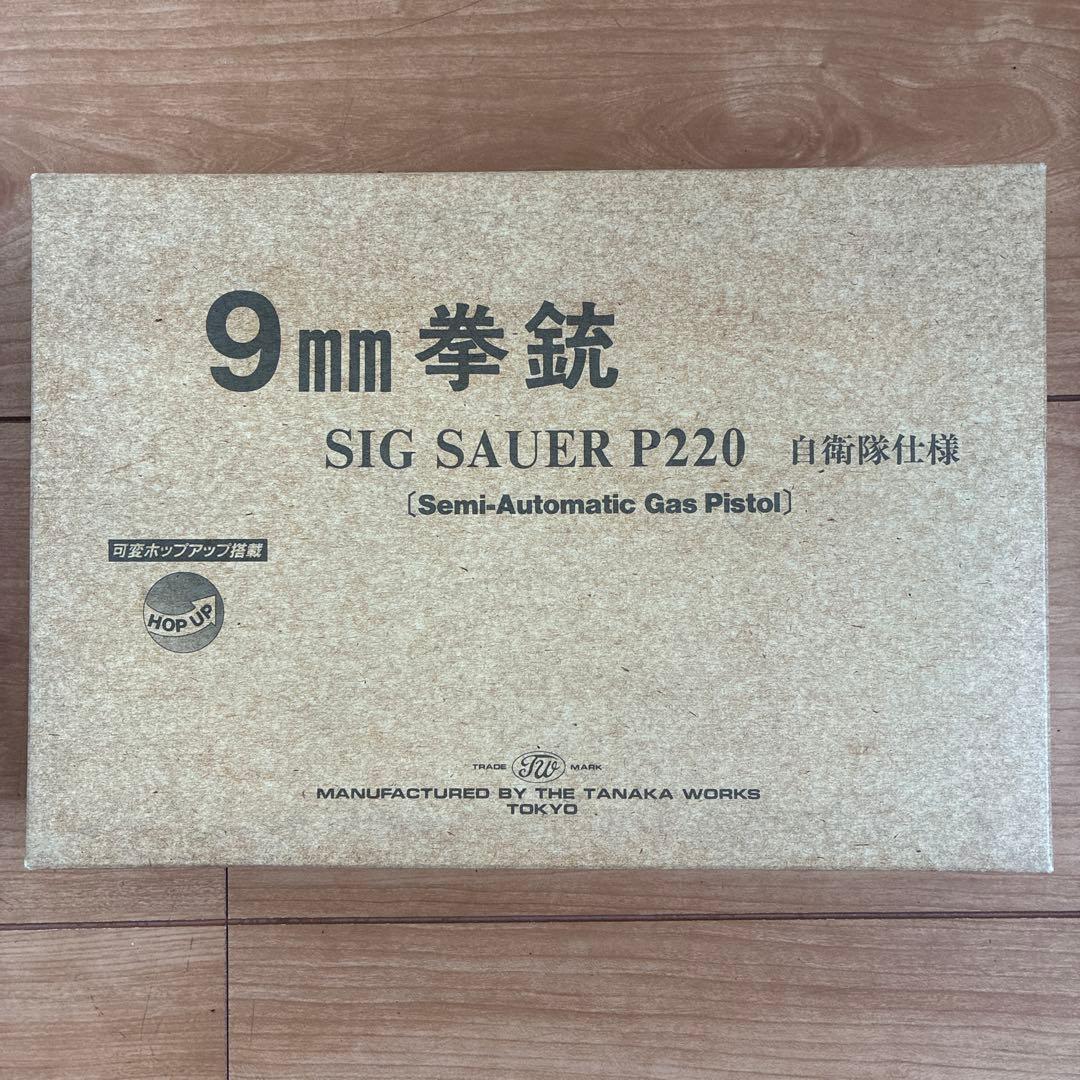 9mm 拳銃
SIG SAUER P220 自衛隊仕様
〔Semi-Automatic Gas Pistol〕
可変ホップアップ搭載
HOP UP
TRADE TW MARK
MANUFACTURED BY THE TANAKA WORKS
TOKYO